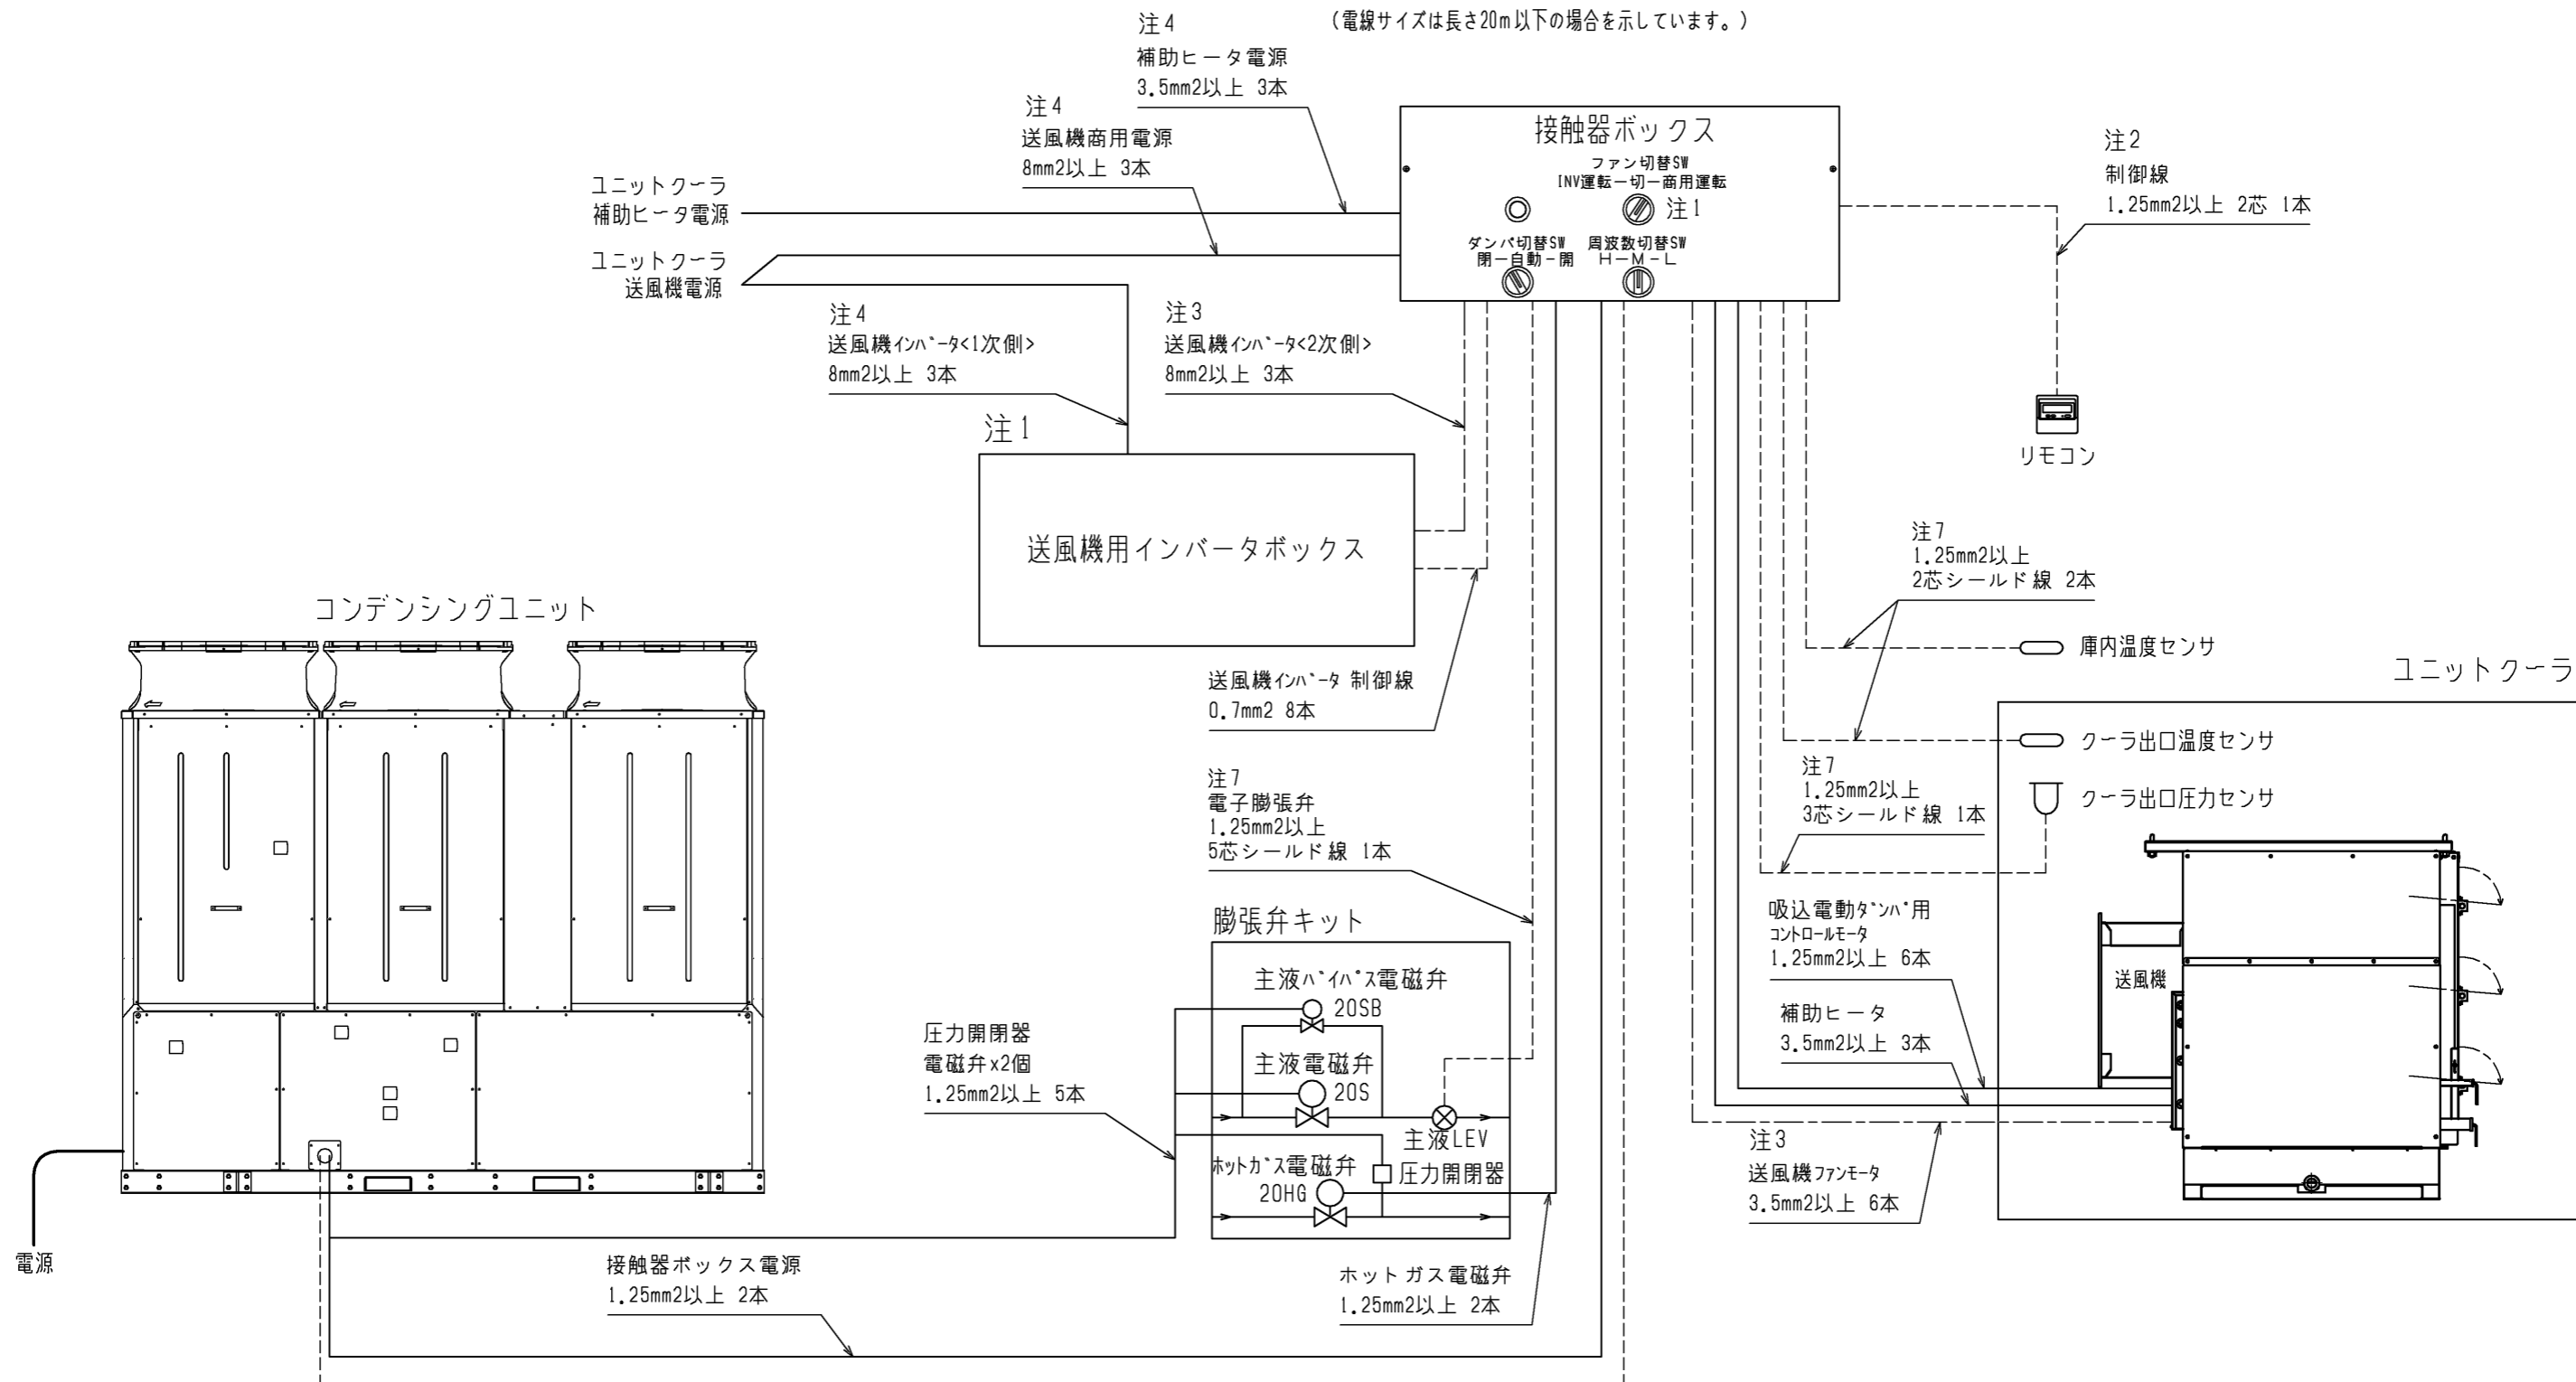 (電線サイズは長さ20m以下の場合を示しています。)
注4
補助ヒータ電源
3.5mm2以上 3本
注4
送風機商用電源
8mm2以上 3本
ユニットクーラ
補助ヒータ電源
ユニットクーラ
送風機電源
接触器ボックス
ファン切替SW
INV運転ー切ー商用運転
注1
ダンパ切替SW
閉ー自動ー開
周波数切替SW
HーMーL
注2
制御線
1.25mm2以上 2芯 1本
リモコン
注4
送風機インバータ<1次側>
8mm2以上 3本
注3
送風機インバータ<2次側>
8mm2以上 3本
注1
送風機用インバータボックス
送風機インバータ 制御線
0.7mm2 8本
注7
1.25mm2以上
2芯シールド線 2本
庫内温度センサ
ユニットクーラ
クーラ出口温度センサ
注7
1.25mm2以上
3芯シールド線 1本
クーラ出口圧力センサ
コンデンシングユニット
注7
電子膨張弁
1.25mm2以上
5芯シールド線 1本
膨張弁キット
主液バイパス電磁弁
20SB
主液電磁弁
20S
主液LEV
ホットガス電磁弁
20HG
圧力開閉器
圧力開閉器
電磁弁x2個
1.25mm2以上 5本
吸込電動ダンパ用
コントロールモータ
1.25mm2以上 6本
送風機
補助ヒータ
3.5mm2以上 3本
注3
送風機ファンモータ
3.5mm2以上 6本
電源
接触器ボックス電源
1.25mm2以上 2本
ホットガス電磁弁
1.25mm2以上 2本